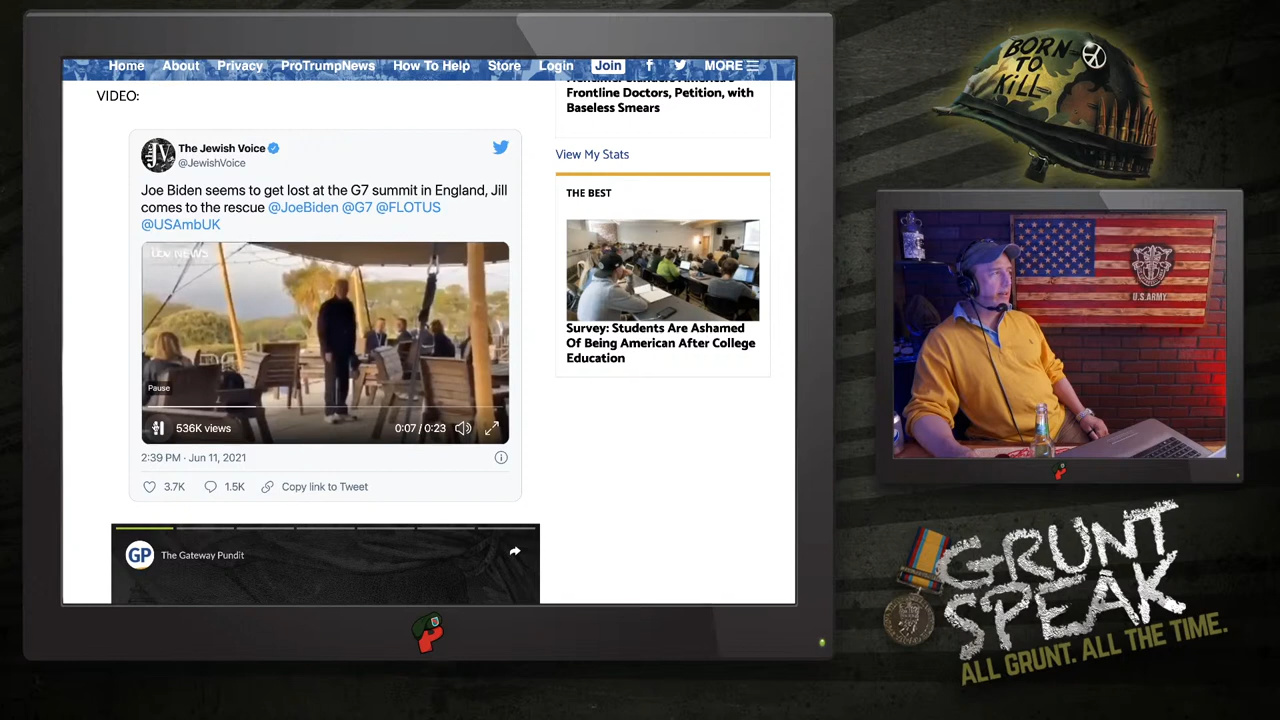 Home About Privacy ProTrumpNews How To Help Store Login Join MORE
VIDEO:
The Jewish Voice
@JewishVoice
Joe Biden seems to get lost at the G7 summit in England, Jill
comes to the rescue @JoeBiden @G7 @FLOTUS
@USAmbUK
itv NEWS
Pause
536K views
0:07 / 0:23
2:39 PM · Jun 11, 2021
3.7K 1.5K Copy link to Tweet
GP The Gateway Pundit
Frontline Doctors, Petition, with
Baseless Smears
View My Stats
THE BEST
Survey: Students Are Ashamed
Of Being American After College
Education
BORN
TO
KiLL
U.S. ARMY
GRUNT
SPEAK
ALL GRUNT. ALL THE TIME.